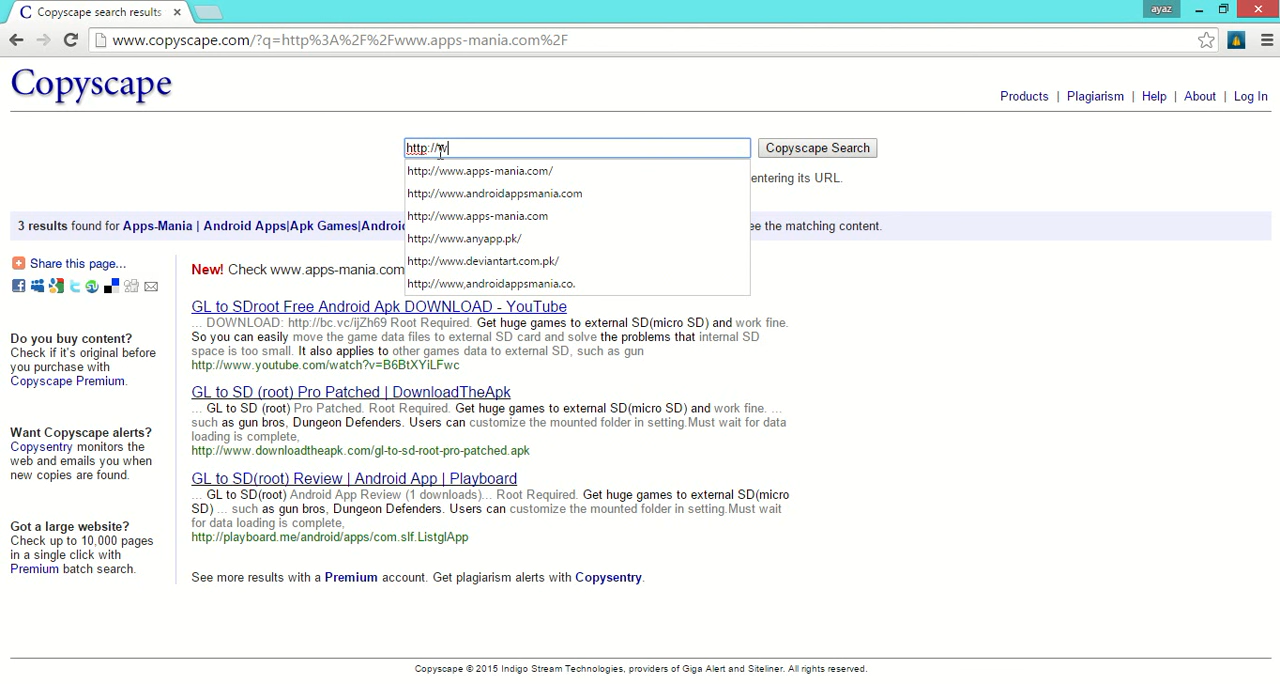 Copyscape search results
ayaz
www.copyscape.com/?q=http%3A%2F%2Fwww.apps-mania.com%2F
Copyscape
Products | Plagiarism | Help | About | Log In
http://w
Copyscape Search
http://www.apps-mania.com/
entering its URL.
http://www.androidappsmania.com
http://www.apps-mania.com
3 results found for Apps-Mania | Android Apps|Apk Games|Androi
ee the matching content.
http://www.anyapp.pk/
http://www.deviantart.com.pk/
http://www,androidappsmania.co.
Share this page...
New! Check www.apps-mania.com
GL to SDroot Free Android Apk DOWNLOAD - YouTube
... DOWNLOAD: http://bc.vc/ijZh69 Root Required. Get huge games to external SD(micro SD) and work fine.
So you can easily move the game data files to external SD card and solve the problems that internal SD
space is too small. It also applies to other games data to external SD, such as gun
http://www.youtube.com/watch?v=B6BtXYiLFwc
Do you buy content?
Check if it's original before
you purchase with
Copyscape Premium.
GL to SD (root) Pro Patched | DownloadTheApk
... GL to SD (root) Pro Patched. Root Required. Get huge games to external SD(micro SD) and work fine. ...
such as gun bros, Dungeon Defenders. Users can customize the mounted folder in setting.Must wait for data
loading is complete,
http://www.downloadtheapk.com/gl-to-sd-root-pro-patched.apk
Want Copyscape alerts?
Copysentry monitors the
web and emails you when
new copies are found.
GL to SD(root) Review | Android App | Playboard
... GL to SD(root) Android App Review (1 downloads)... Root Required. Get huge games to external SD(micro
SD) ... such as gun bros, Dungeon Defenders. Users can customize the mounted folder in setting.Must wait
for data loading is complete,
http://playboard.me/android/apps/com.slf.ListglApp
Got a large website?
Check up to 10,000 pages
in a single click with
Premium batch search.
See more results with a Premium account. Get plagiarism alerts with Copysentry.
Copyscape © 2015 Indigo Stream Technologies, providers of Giga Alert and Siteliner. All rights reserved.